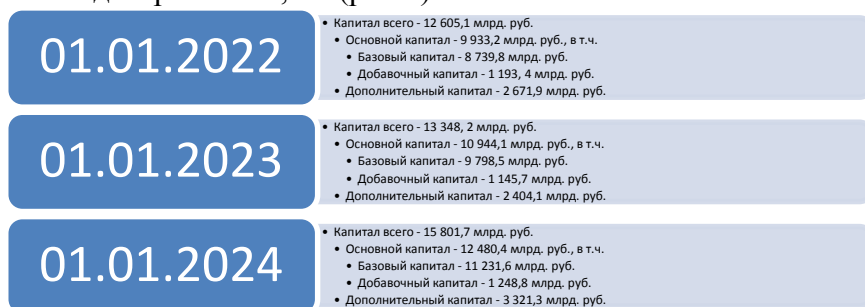 01.01.2022
• Капитал всего - 12 605,1 млрд. руб.
• Основной капитал - 9 933,2 млрд. руб., в т.ч.
• Базовый капитал - 8 739,8 млрд. руб.
• Добавочный капитал - 1 193, 4 млрд. руб.
• Дополнительный капитал - 2 671,9 млрд. руб.
01.01.2023
• Капитал всего - 13 348, 2 млрд. руб.
• Основной капитал - 10 944,1 млрд. руб., в т.ч.
• Базовый капитал - 9 798,5 млрд. руб.
• Добавочный капитал - 1 145,7 млрд. руб.
• Дополнительный капитал - 2 404,1 млрд. руб.
01.01.2024
• Капитал всего - 15 801,7 млрд. руб.
• Основной капитал - 12 480,4 млрд. руб., в т.ч.
• Базовый капитал - 11 231,6 млрд. руб.
• Добавочный капитал - 1 248,8 млрд. руб.
• Дополнительный капитал - 3 321,3 млрд. руб.